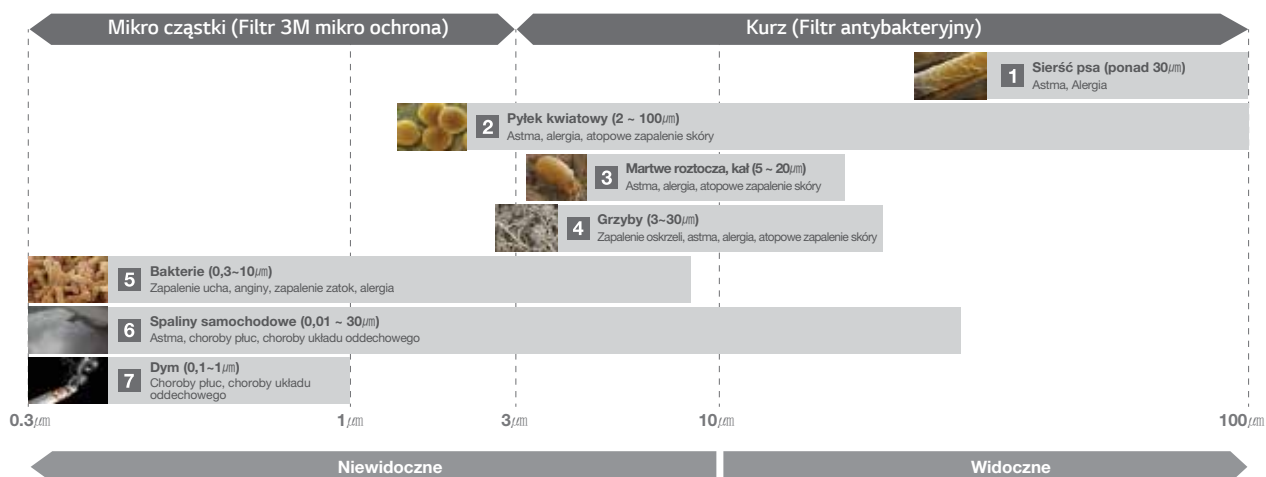 Mikro cząstki (Filtr 3M mikro ochrona)
Kurz (Filtr antybakteryjny)
1
Sierść psa (ponad 30㎛)
Astma, Alergia
2
Pyłek kwiatowy (2 ~ 100㎛)
Astma, alergia, atopowe zapalenie skóry
3
Martwe roztocza, kał (5 ~ 20㎛)
Astma, alergia, atopowe zapalenie skóry
4
Grzyby (3~30㎛)
Zapalenie oskrzeli, astma, alergia, atopowe zapalenie skóry
5
Bakterie (0,3~10㎛)
Zapalenie ucha, anginy, zapalenie zatok, alergia
6
Spaliny samochodowe (0,01 ~ 30㎛)
Astma, choroby płuc, choroby układu oddechowego
7
Dym (0,1~1㎛)
Choroby płuc, choroby układu
oddechowego
0.3㎛
1㎛
3㎛
10㎛
100㎛
Niewidoczne
Widoczne